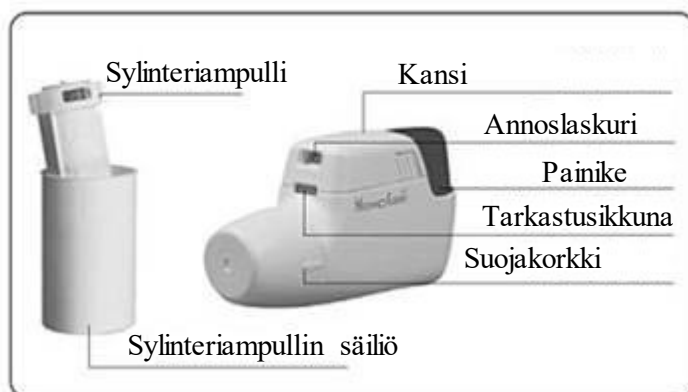 Sylinteriampulli
Kansi
Annoslaskuri
Painike
Tarkastusikkuna
Suojakorkki
Sylinteriampullin säiliö